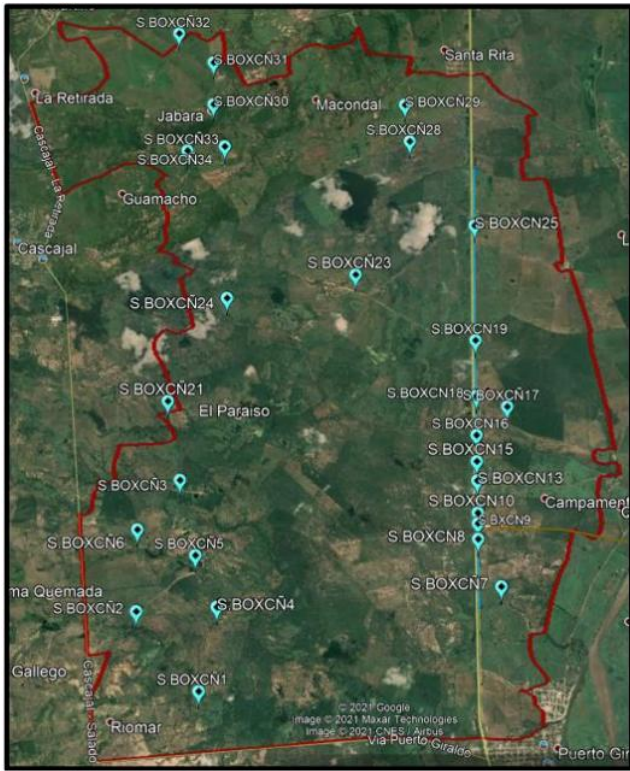 S.BOXCÑ32
Santa Rita
S.BOXCÑ31
La Retirada
S.BOXCÑ30
Macondal
S.BOXCÑ29
Jabara
S.BOXCÑ33
S.BOXCÑ28
S.BOXCÑ34
Cascajal - La Retirada
Guamacho
S.BOXCN25
Cascajal
S.BOXCÑ23
S.BOXCÑ24
S.BOXCN19
S.BOXCÑ21
S.BOXCN18
S.BOXCÑ17
El Paraiso
S.BOXCN16
S.BOXCN15
S.BOXCÑ3
S.BOXCN13
S.BOXCN10
Campament
S.BXCN9
S.BOXCN6
S.BOXCÑ5
S.BOXCN8
S.BOXCN7
ma Quemada
S.BOXCÑ2
S.BOXCÑ4
Gallego
Cascajal - Salado
S.BOXCÑ1
© 2021 Google
Image © 2021 Maxar Technologies
Image © 2021 CNES / Airbus
Riomar
Via Puerto Giraldo
Puerto Gir